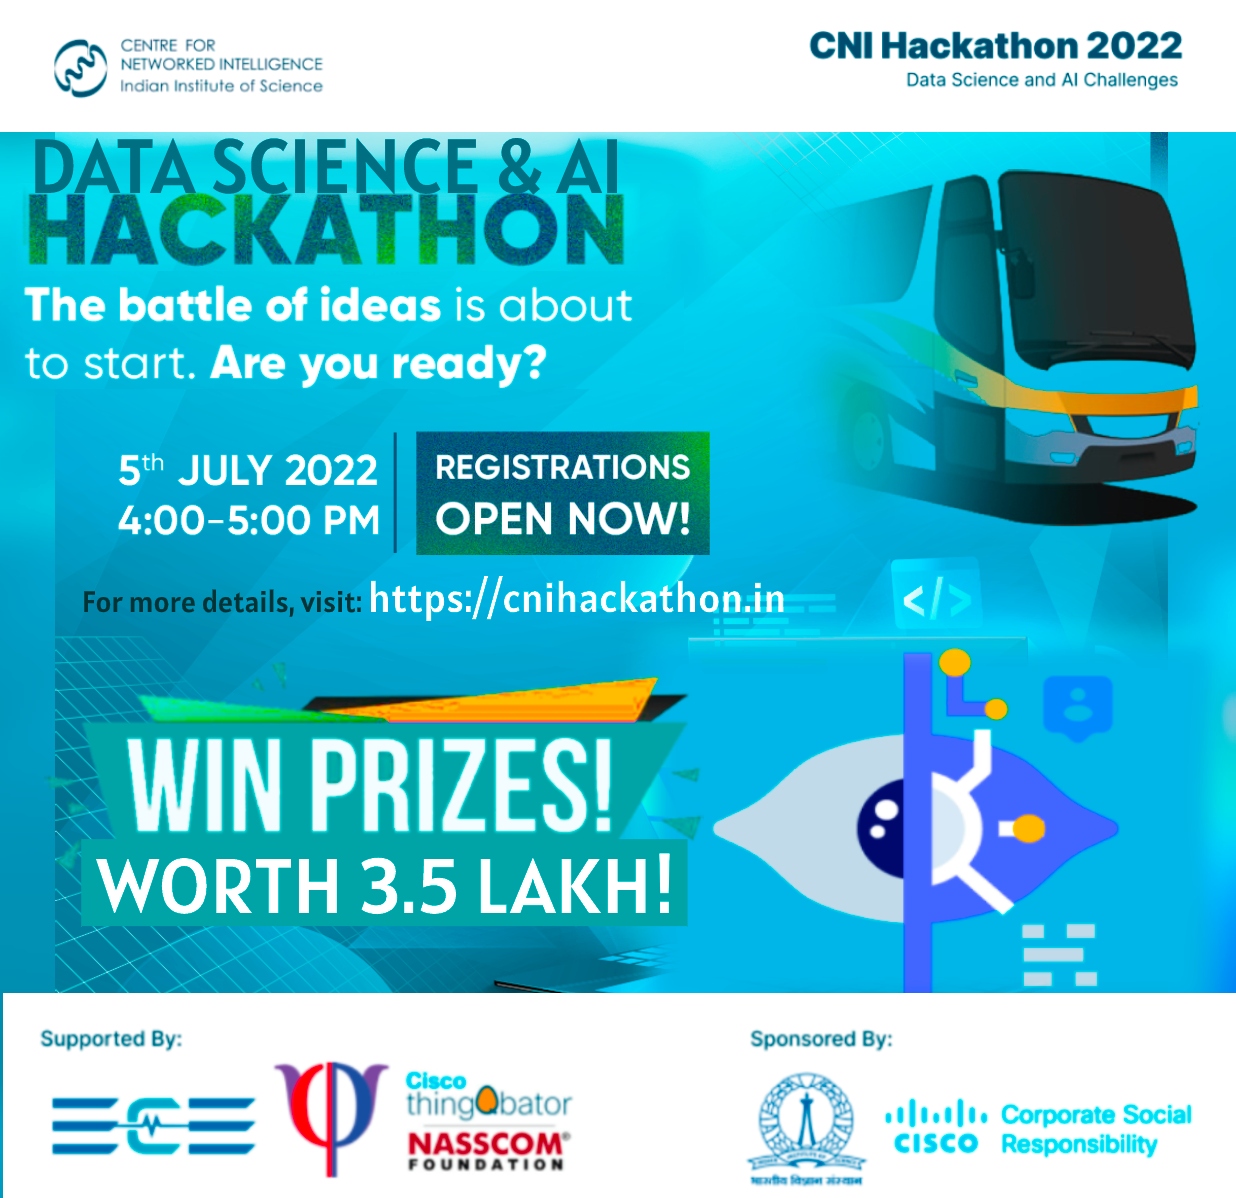 CENTRE FOR
NETWORKED INTELLIGENCE
Indian Institute of Science
CNI Hackathon 2022
Data Science and AI Challenges
DATA SCIENCE & AI
HACKATHON
The battle of ideas is about
to start. Are you ready?
5th JULY 2022
4:00-5:00 PM
REGISTRATIONS
OPEN NOW!
For more details, visit: https://cnihackathon.in
</>
WIN PRIZES!
WORTH 3.5 LAKH!
Supported By:
ECE
Cisco
thingQbator
NASSCOM®
FOUNDATION
Sponsored By:
भारतीय विज्ञान संस्थान
CISCO
Corporate Social
Responsibility